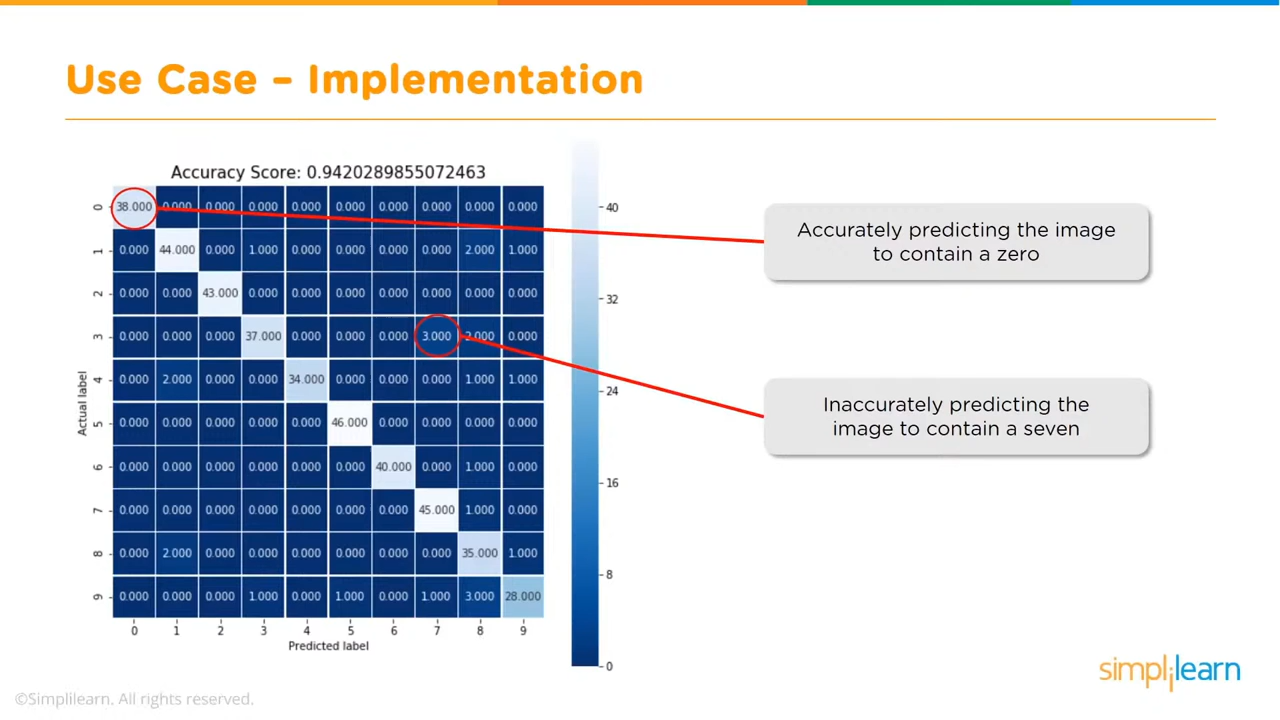 Use Case – Implementation
Accuracy Score: 0.9420289855072463
0 38.000 0.000 0.000 0.000 0.000 0.000 0.000 0.000 0.000 0.000
1 0.000 44.000 0.000 1.000 0.000 0.000 0.000 0.000 2.000 1.000
2 0.000 0.000 43.000 0.000 0.000 0.000 0.000 0.000 0.000 0.000
3 0.000 0.000 0.000 37.000 0.000 0.000 0.000 3.000 2.000 0.000
4 0.000 2.000 0.000 0.000 34.000 0.000 0.000 0.000 1.000 1.000
5 0.000 0.000 0.000 0.000 0.000 46.000 0.000 0.000 0.000 0.000
6 0.000 0.000 0.000 0.000 0.000 0.000 40.000 0.000 1.000 0.000
7 0.000 0.000 0.000 0.000 0.000 0.000 0.000 45.000 1.000 0.000
8 0.000 2.000 0.000 0.000 0.000 0.000 0.000 0.000 35.000 1.000
9 0.000 0.000 0.000 1.000 0.000 1.000 0.000 1.000 3.000 28.000
0 1 2 3 4 5 6 7 8 9
Actual label
Predicted label
40
32
24
16
8
0
Accurately predicting the image
to contain a zero
Inaccurately predicting the
image to contain a seven
simplilearn
©Simplilearn. All rights reserved.